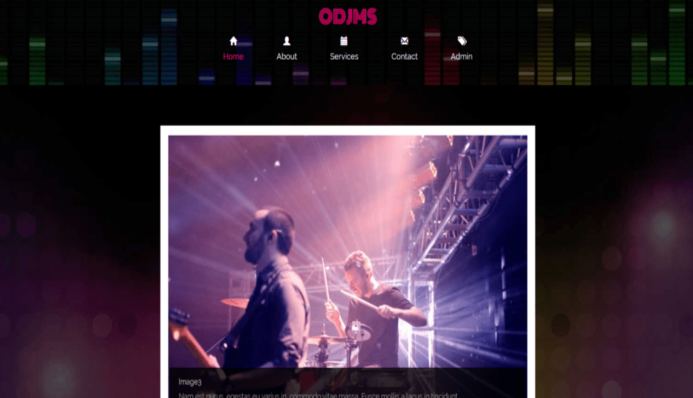 ODJMS
Home About Services Contact Admin
Image3
Nam est purus, egestas eu varius in, commodo vitae massa. Fusce mollis a lacus in tincidunt